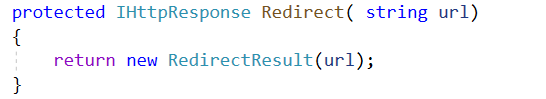 protected IHttpResponse Redirect( string url)
{
    return new RedirectResult(url);
}